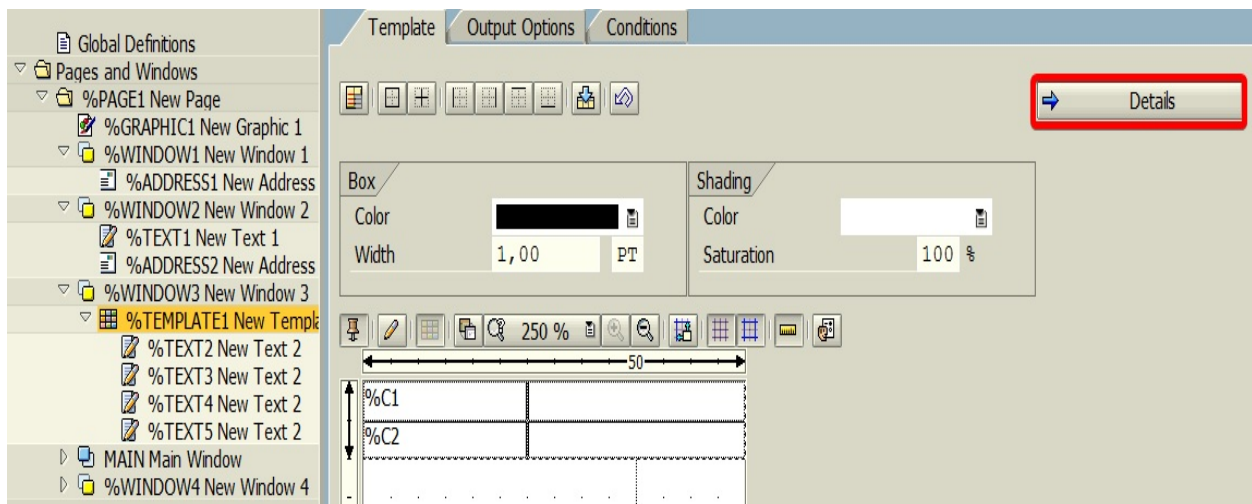 Global Definitions
Pages and Windows
%PAGE1 New Page
%GRAPHIC1 New Graphic 1
%WINDOW1 New Window 1
%ADDRESS1 New Address
%WINDOW2 New Window 2
%TEXT1 New Text 1
%ADDRESS2 New Address
%WINDOW3 New Window 3
%TEMPLATE1 New Templa
%TEXT2 New Text 2
%TEXT3 New Text 2
%TEXT4 New Text 2
%TEXT5 New Text 2
MAIN Main Window
%WINDOW4 New Window 4
Template Output Options Conditions
Details
Box
Color
Width 1,00 PT
Shading
Color
Saturation 100 %
250 %
50
%C1
%C2